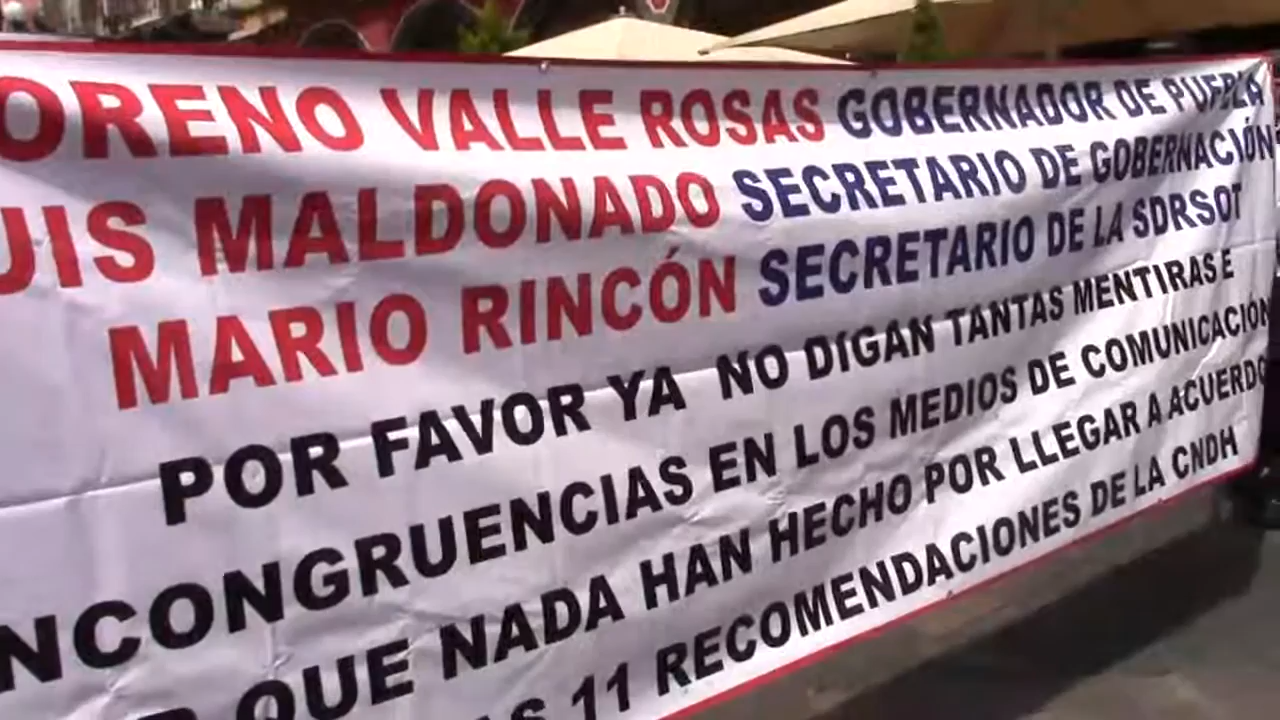 ORENO VALLE ROSAS GOBERNADOR DE PUEBLA
UIS MALDONADO SECRETARIO DE GOBERNACIÓN
MARIO RINCÓN SECRETARIO DE LA SDRSOT
POR FAVOR YA NO DIGAN TANTAS MENTIRAS E
NCONGRUENCIAS EN LOS MEDIOS DE COMUNICACIÓN
QUE NADA HAN HECHO POR LLEGAR A ACUERDO
AS 11 RECOMENDACIONES DE LA CNDH